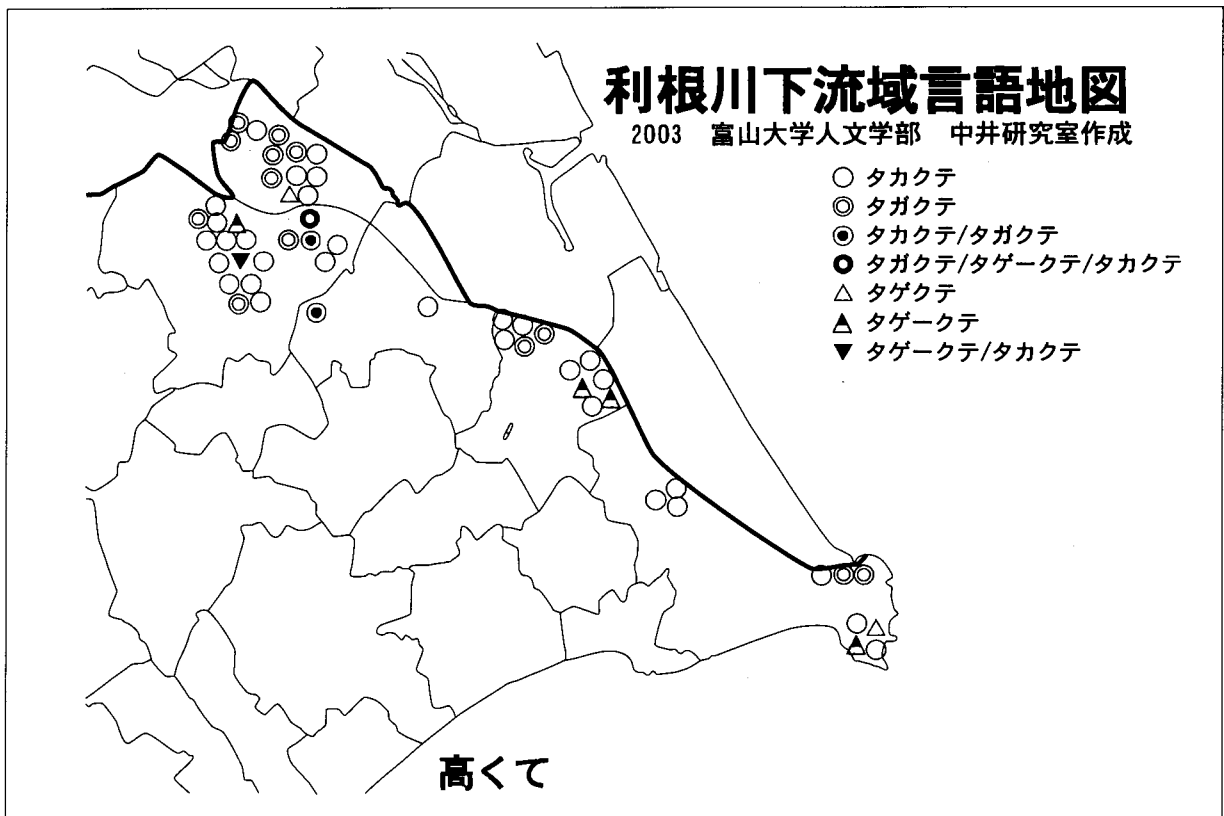 利根川下流域言語地図
2003 富山大学人文学部 中井研究室作成
タカクテ
タガクテ
タカクテ/タガクテ
タガクテ/タゲークテ/タカクテ
タゲクテ
タゲークテ
タゲークテ/タカクテ
高くて